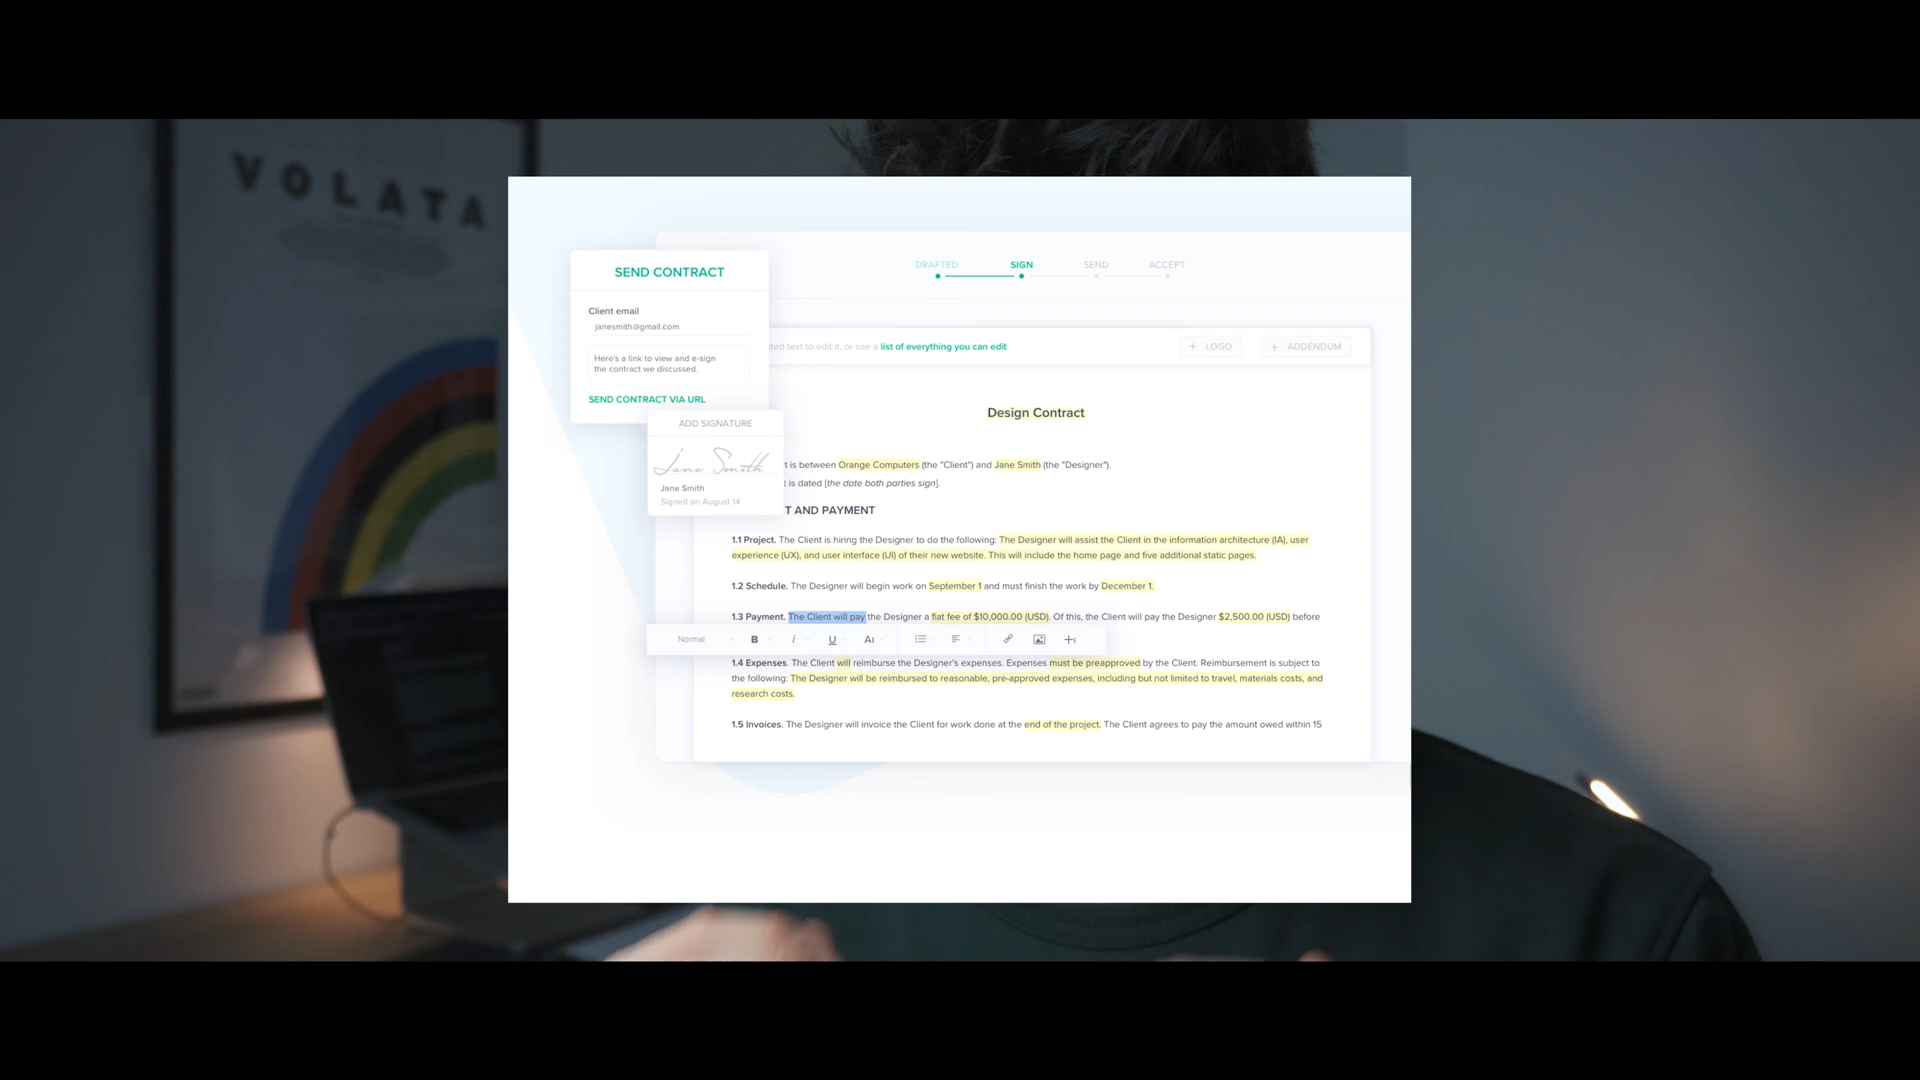 VOLATA
SEND CONTRACT
Client email
janesmith@gmail.com
Here's a link to view and e-sign
the contract we discussed.
SEND CONTRACT VIA URL
ADD SIGNATURE
Jane Smith
Jane Smith
Signed on August 14
DRAFTED SIGN SEND ACCEPT
ted text to edit it, or see a list of everything you can edit
+ LOGO + ADDENDUM
Design Contract
t is between Orange Computers (the "Client") and Jane Smith (the "Designer").
t is dated [the date both parties sign].
T AND PAYMENT
1.1 Project. The Client is hiring the Designer to do the following: The Designer will assist the Client in the information architecture (IA), user
experience (UX), and user interface (UI) of their new website. This will include the home page and five additional static pages.
1.2 Schedule. The Designer will begin work on September 1 and must finish the work by December 1.
1.3 Payment. The Client will pay the Designer a flat fee of $10,000.00 (USD). Of this, the Client will pay the Designer $2,500.00 (USD) before
Normal B i U A
1.4 Expenses. The Client will reimburse the Designer's expenses. Expenses must be preapproved by the Client. Reimbursement is subject to
the following: The Designer will be reimbursed to reasonable, pre-approved expenses, including but not limited to travel, materials costs, and
research costs.
1.5 Invoices. The Designer will invoice the Client for work done at the end of the project. The Client agrees to pay the amount owed within 15